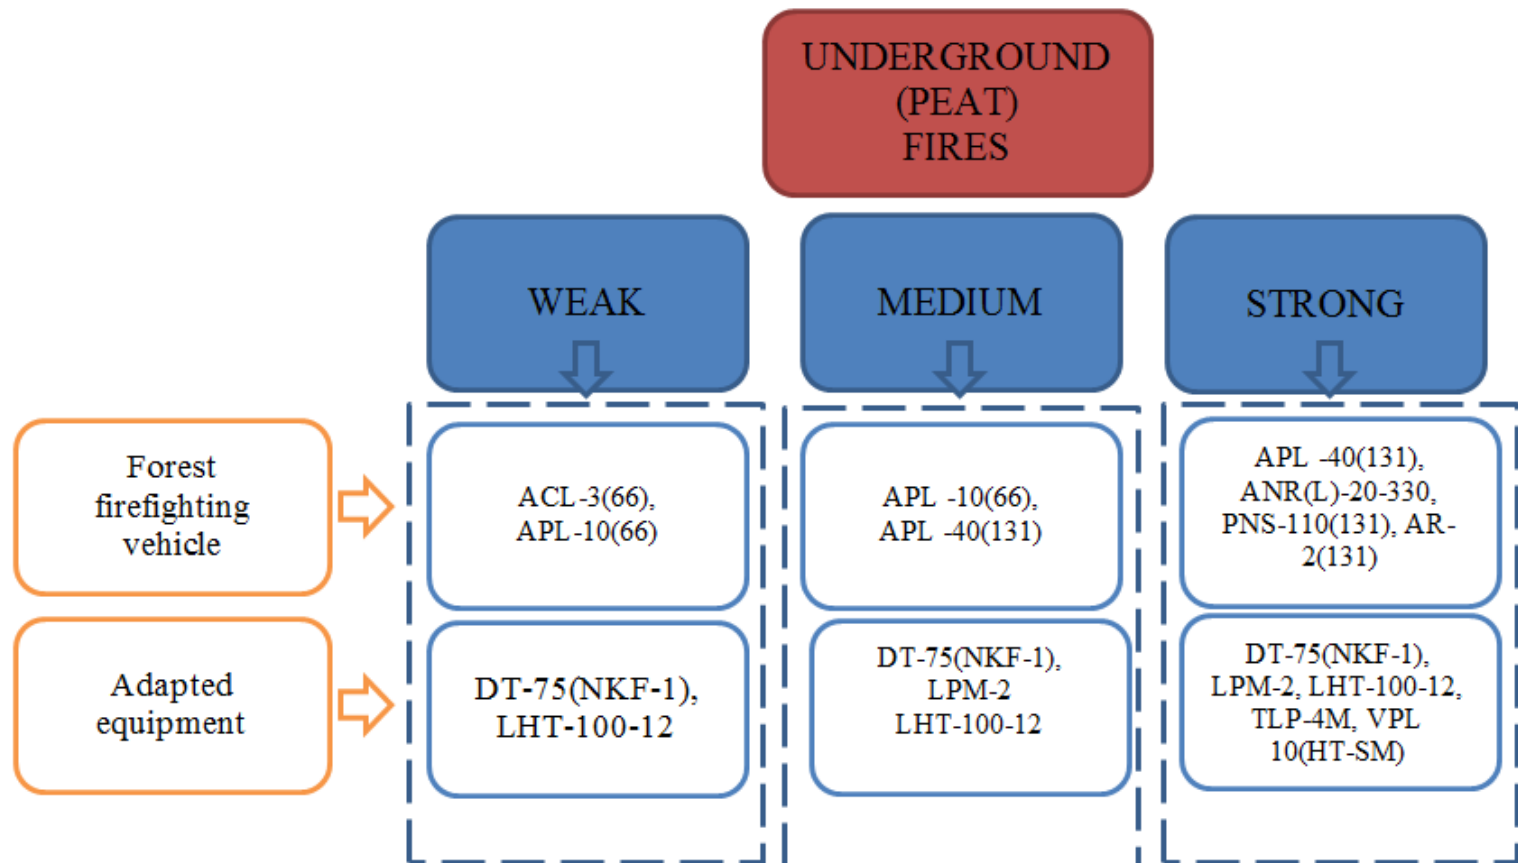 UNDERGROUND
(PEAT)
FIRES
WEAK
MEDIUM
STRONG
Forest
firefighting
vehicle
ACL-3(66),
APL-10(66)
APL -10(66),
APL -40(131)
APL -40(131),
ANR(L)-20-330,
PNS-110(131), AR-
2(131)
Adapted
equipment
DT-75(NKF-1),
LHT-100-12
DT-75(NKF-1),
LPM-2
LHT-100-12
DT-75(NKF-1),
LPM-2, LHT-100-12,
TLP-4M, VPL
10(HT-SM)